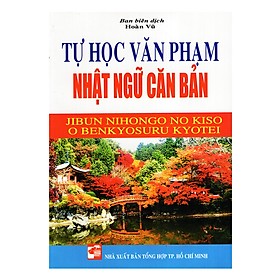 Ban biên dịch
Hoàn Vũ
TỰ HỌC VĂN PHẠM
NHẬT NGỮ CĂN BẢN
JIBUN NIHONGO NO KISO
O BENKYOSURU KYOTEI
NHÀ XUẤT BẢN TỔNG HỢP TP. HỒ CHÍ MINH